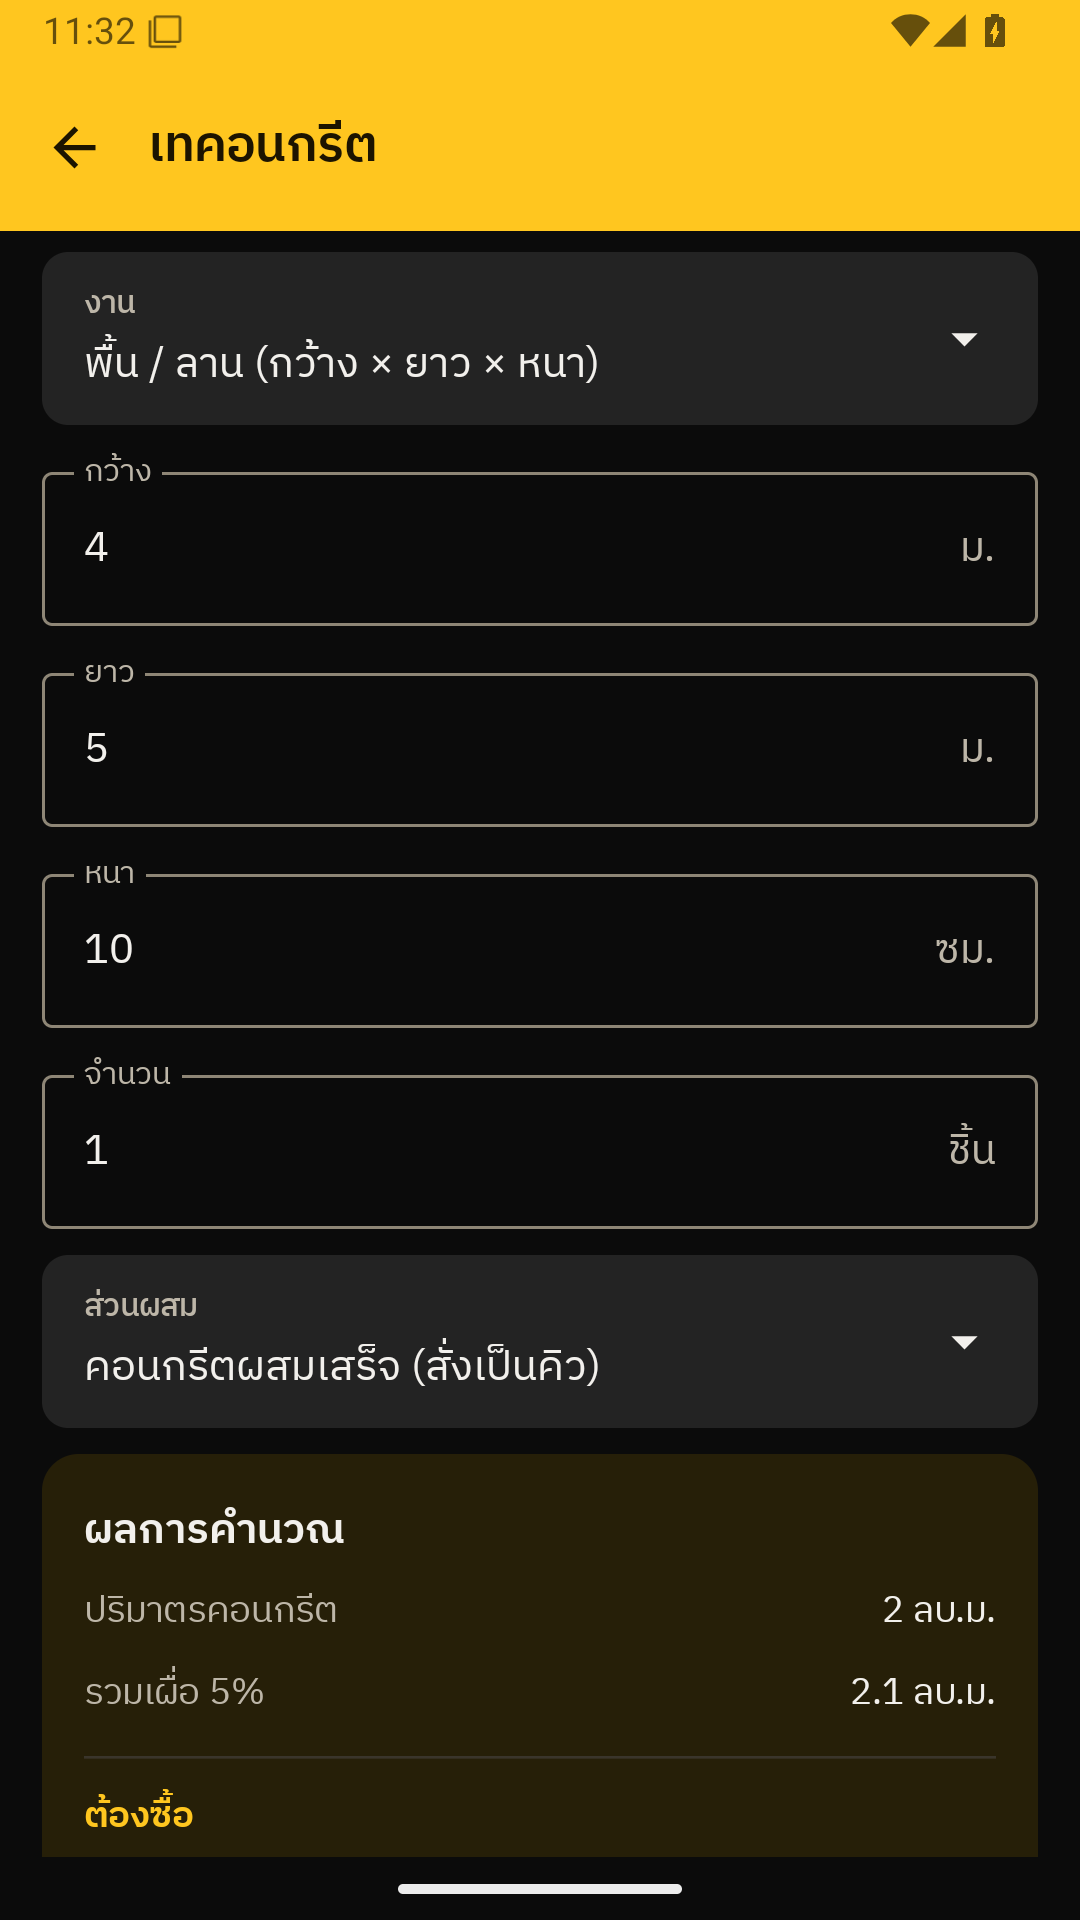 11:32
เทคอนกรีต
งาน
พื้น / ลาน (กว้าง × ยาว × หนา)
กว้าง
4 ม.
ยาว
5 ม.
หนา
10 ซม.
จำนวน
1 ชิ้น
ส่วนผสม
คอนกรีตผสมเสร็จ (สั่งเป็นคิว)
ผลการคำนวณ
ปริมาตรคอนกรีต 2 ลบ.ม.
รวมเผื่อ 5% 2.1 ลบ.ม.
ต้องซื้อ